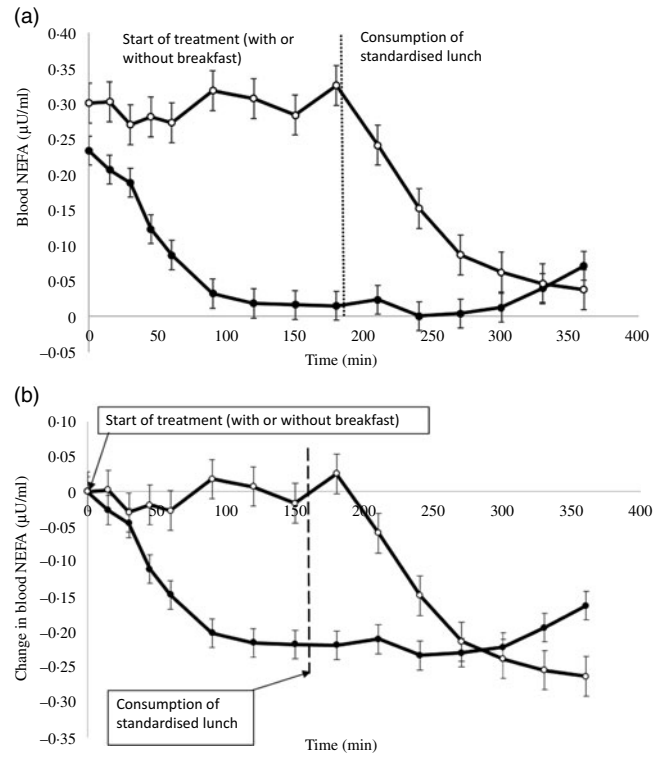 (a)
0·40
0·35
0·30
0·25
0·20
0·15
0·10
0·05
0
–0·05
Blood NEFA (µU/ml)
Start of treatment (with or
without breakfast)
Consumption of
standardised lunch
0
50
100
150
200
250
300
350
400
Time (min)
(b)
0·10
0·05
0
–0·05
–0·10
–0·15
–0·20
–0·25
–0·30
–0·35
Change in blood NEFA (µU/ml)
Start of treatment (with or without breakfast)
0
50
100
150
200
250
300
350
400
Consumption of
standardised lunch
Time (min)